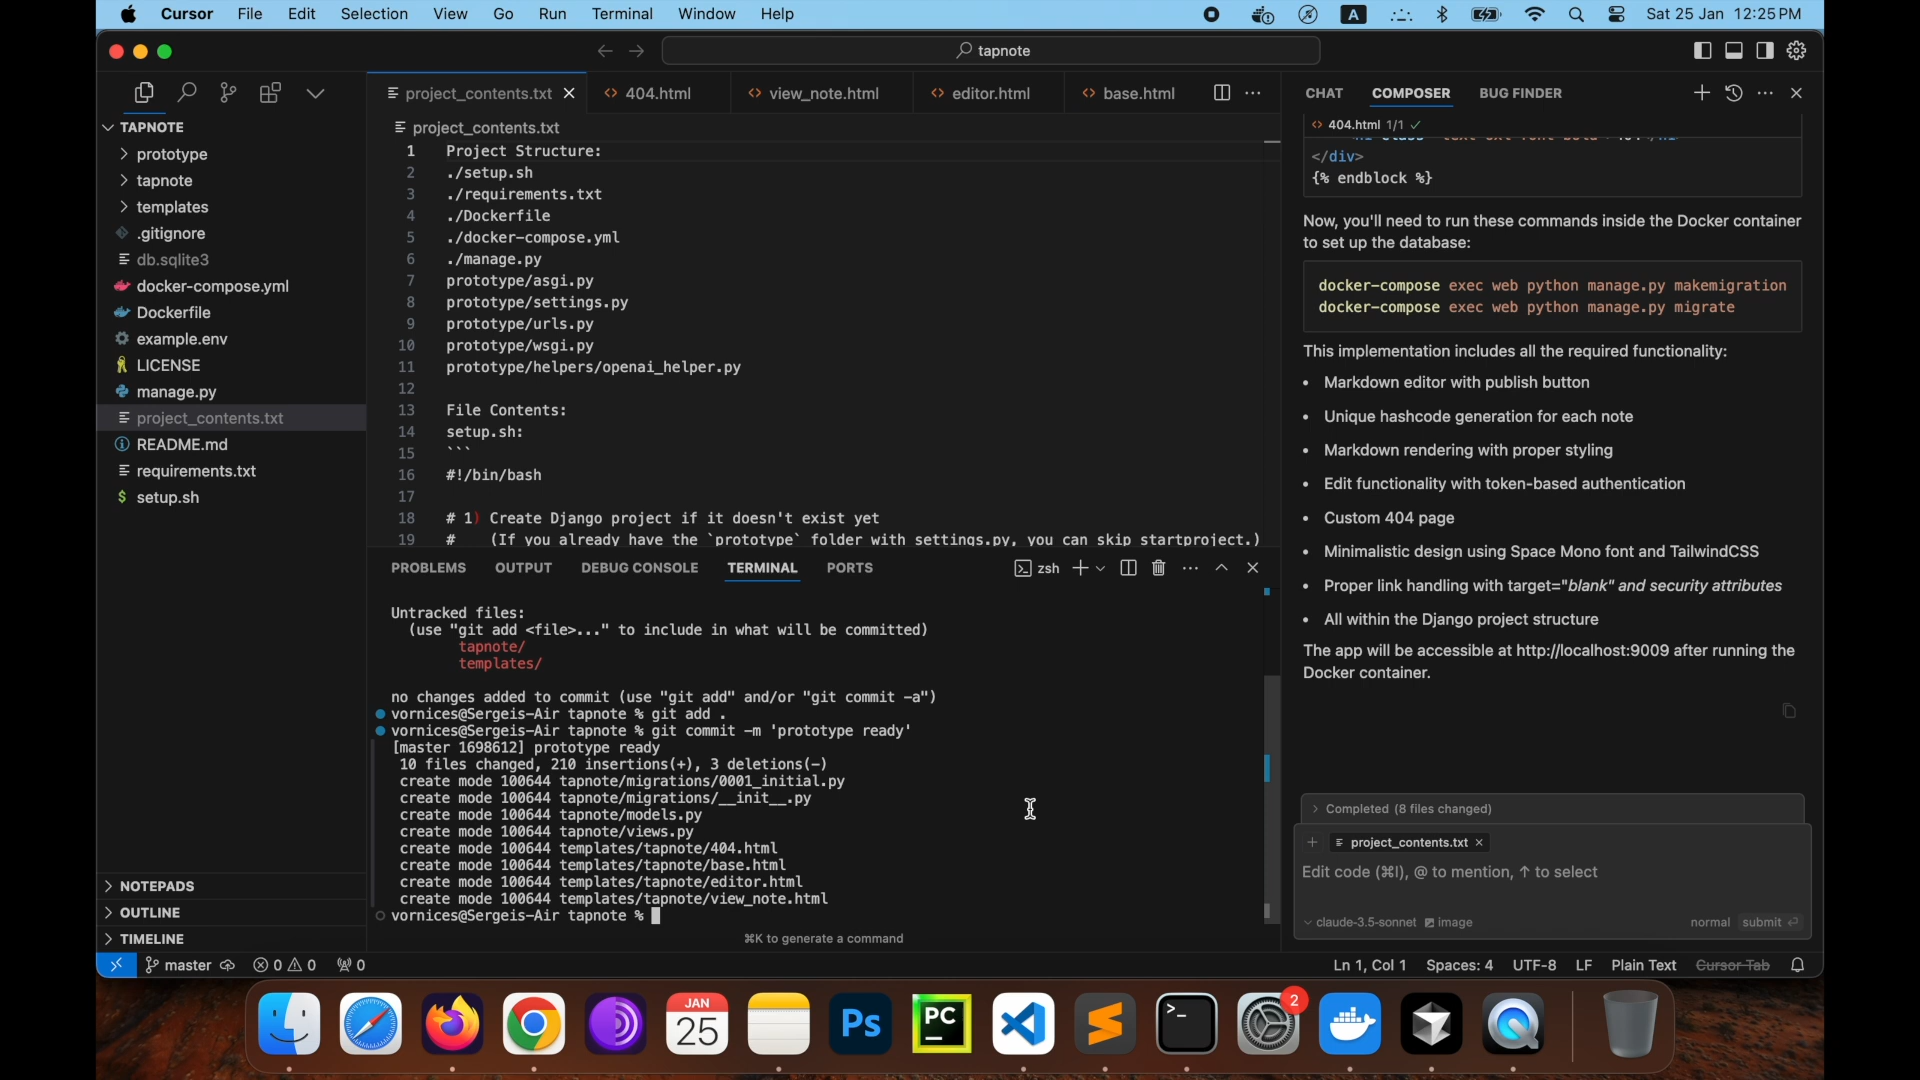 Cursor File Edit Selection View Go Run Terminal Window Help
A
Sat 25 Jan 12:25 PM
tapnote
TAPNOTE
prototype
tapnote
templates
.gitignore
db.sqlite3
docker-compose.yml
Dockerfile
example.env
LICENSE
manage.py
project_contents.txt
README.md
requirements.txt
setup.sh
NOTEPADS
OUTLINE
TIMELINE
project_contents.txt
404.html
view_note.html
editor.html
base.html
project_contents.txt
1 Project Structure:
2 ./setup.sh
3 ./requirements.txt
4 ./Dockerfile
5 ./docker-compose.yml
6 ./manage.py
7 prototype/asgi.py
8 prototype/settings.py
9 prototype/urls.py
10 prototype/wsgi.py
11 prototype/helpers/openai_helper.py
12
13 File Contents:
14 setup.sh:
15 ```
16 #!/bin/bash
17
18 # 1) Create Django project if it doesn't exist yet
19 #    (If you already have the `prototype` folder with settings.py, you can skip startproject.)
PROBLEMS OUTPUT DEBUG CONSOLE TERMINAL PORTS
zsh
Untracked files:
(use "git add <file>..." to include in what will be committed)
tapnote/
templates/
no changes added to commit (use "git add" and/or "git commit -a")
vornices@Sergeis-Air tapnote % git add .
vornices@Sergeis-Air tapnote % git commit -m 'prototype ready'
[master 1698612] prototype ready
10 files changed, 210 insertions(+), 3 deletions(-)
create mode 100644 tapnote/migrations/0001_initial.py
create mode 100644 tapnote/migrations/__init__.py
create mode 100644 tapnote/models.py
create mode 100644 tapnote/views.py
create mode 100644 templates/tapnote/404.html
create mode 100644 templates/tapnote/base.html
create mode 100644 templates/tapnote/editor.html
create mode 100644 templates/tapnote/view_note.html
vornices@Sergeis-Air tapnote %
⌘K to generate a command
CHAT COMPOSER BUG FINDER
404.html 1/1 ✓
</div>
{% endblock %}
Now, you'll need to run these commands inside the Docker container
to set up the database:
docker-compose exec web python manage.py makemigration
docker-compose exec web python manage.py migrate
This implementation includes all the required functionality:
• Markdown editor with publish button
• Unique hashcode generation for each note
• Markdown rendering with proper styling
• Edit functionality with token-based authentication
• Custom 404 page
• Minimalistic design using Space Mono font and TailwindCSS
• Proper link handling with target="blank" and security attributes
• All within the Django project structure
The app will be accessible at http://localhost:9009 after running the
Docker container.
Completed (8 files changed)
project_contents.txt
Edit code (⌘I), @ to mention, ↑ to select
claude-3.5-sonnet image
normal submit
master
0 0
0
Ln 1, Col 1 Spaces: 4 UTF-8 LF Plain Text Cursor Tab
JAN
25
Ps
PC
>_
2